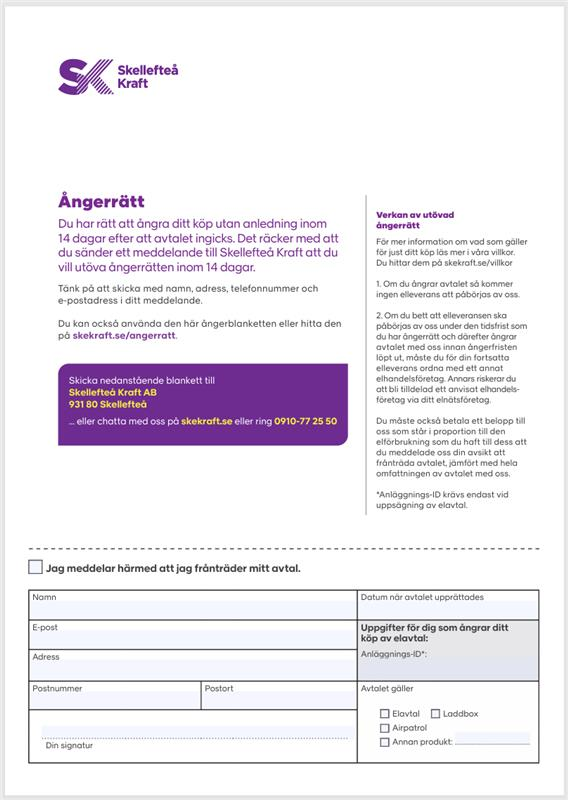 SK Skellefteå
Kraft
Ångerrätt
Du har rätt att ångra ditt köp utan anledning inom
14 dagar efter att avtalet ingicks. Det räcker med att
du sänder ett meddelande till Skellefteå Kraft att du
vill utöva ångerrätten inom 14 dagar.
Tänk på att skicka med namn, adress, telefonnummer och
e-postadress i ditt meddelande.
Du kan också använda den här ångerblanketten eller hitta den
på skekraft.se/angerratt.
Skicka nedanstående blankett till
Skellefteå Kraft AB
931 80 Skellefteå
... eller chatta med oss på skekraft.se eller ring 0910-77 25 50
Verkan av utövad
ångerrätt
För mer information om vad som gäller
för just ditt köp läs mer i våra villkor.
Du hittar dem på skekraft.se/villkor
1. Om du ångrar avtalet så kommer
ingen elleverans att påbörjas av oss.
2. Om du bett att elleveransen ska
påbörjas av oss under den tidsfrist som
du har ångerrätt och därefter ångrar
avtalet med oss innan ångerfristen
löpt ut, måste du för din fortsatta
elleverans ordna med ett annat
elhandelsföretag. Annars riskerar du
att bli tilldelad ett anvisat elhandels-
företag via ditt elnätsföretag.
Du måste också betala ett belopp till
oss som står i proportion till den
elförbrukning som du haft till dess att
du meddelade oss din avsikt att
frånträda avtalet, jämfört med hela
omfattningen av avtalet med oss.
*Anläggnings-ID krävs endast vid
uppsägning av elavtal.
Jag meddelar härmed att jag frånträder mitt avtal.
Namn
Datum när avtalet upprättades
E-post
Uppgifter för dig som ångrar ditt
köp av elavtal:
Adress
Anläggnings-ID*:
Postnummer
Postort
Avtalet gäller
Elavtal
Laddbox
Airpatrol
Annan produkt:
Din signatur